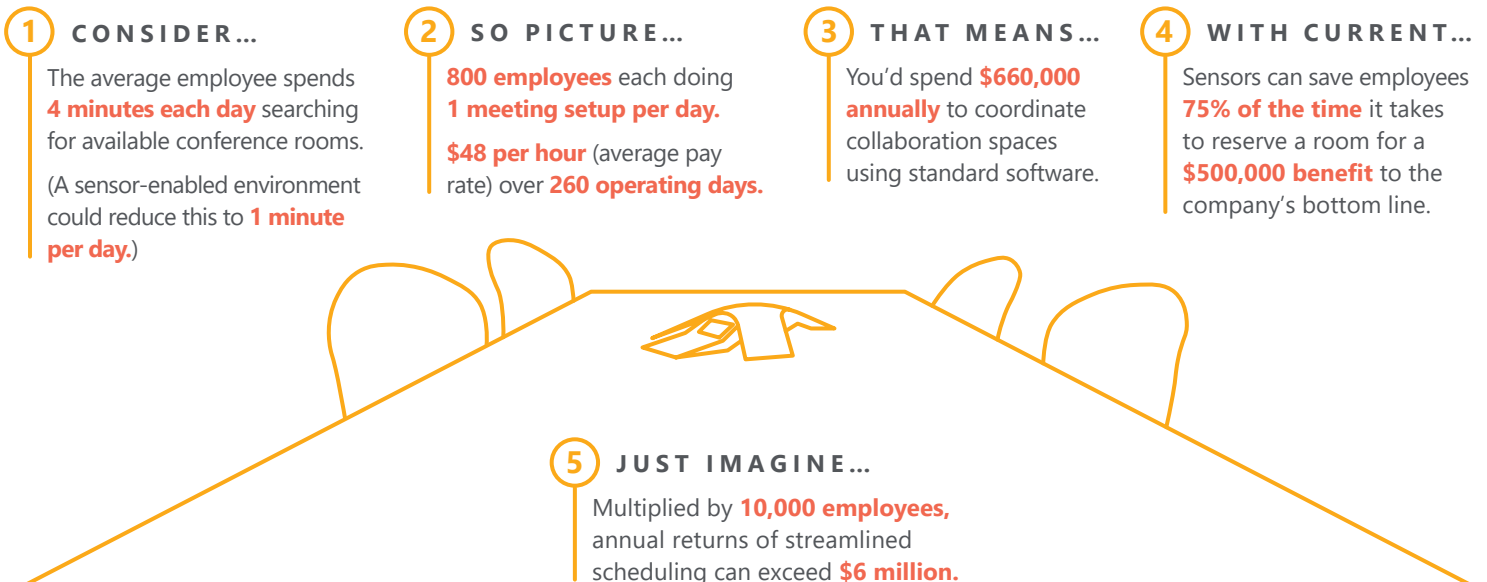 1 CONSIDER…
The average employee spends
4 minutes each day searching
for available conference rooms.
(A sensor-enabled environment
could reduce this to 1 minute
per day.)
2 SO PICTURE…
800 employees each doing
1 meeting setup per day.
$48 per hour (average pay
rate) over 260 operating days.
3 THAT MEANS…
You’d spend $660,000
annually to coordinate
collaboration spaces
using standard software.
4 WITH CURRENT…
Sensors can save employees
75% of the time it takes
to reserve a room for a
$500,000 benefit to the
company’s bottom line.
5 JUST IMAGINE…
Multiplied by 10,000 employees,
annual returns of streamlined
scheduling can exceed $6 million.